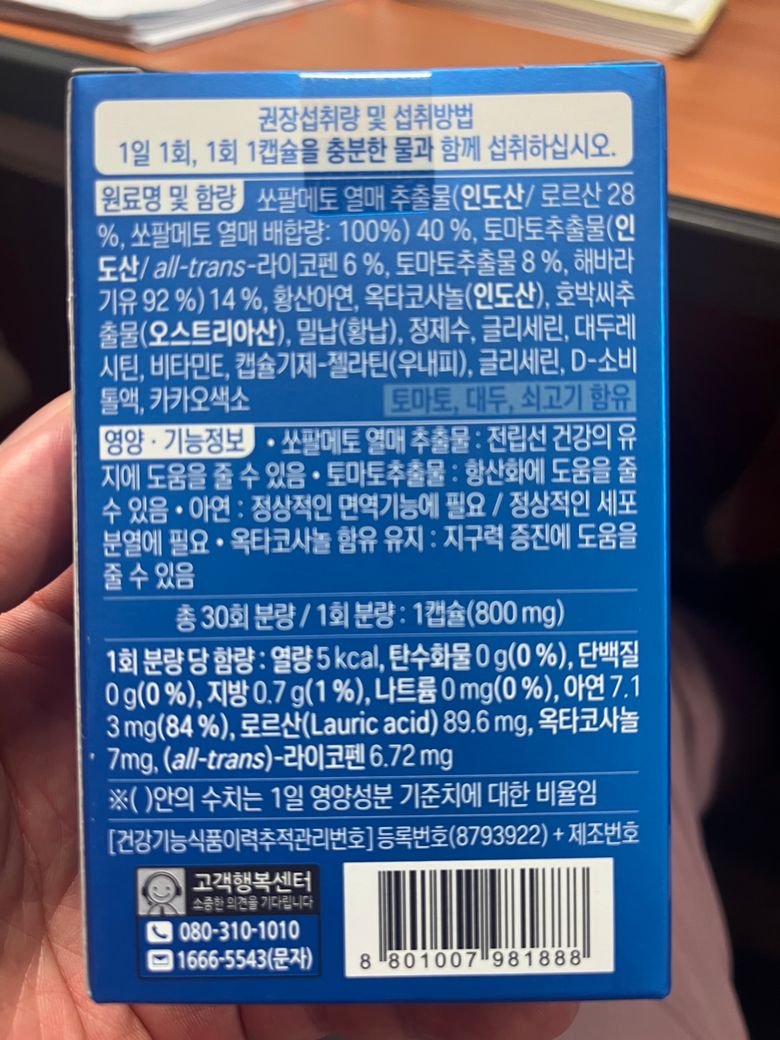 권장섭취량 및 섭취방법
1일 1회, 1회 1캡슐을 충분한 물과 함께 섭취하십시오.
원료명 및 함량 쏘팔메토 열매 추출물(인도산/ 로르산 28
%, 쏘팔메토 열매 배합량: 100%) 40 %, 토마토추출물(인
도산/ all-trans-라이코펜 6 %, 토마토추출물 8 %, 해바라
기유 92 %) 14 %, 황산아연, 옥타코사놀(인도산), 호박씨추
출물(오스트리아산), 밀납(황납), 정제수, 글리세린, 대두레
시틴, 비타민E, 캡슐기제-젤라틴(우내피), 글리세린, D-소비
톨액, 카카오색소 토마토, 대두, 쇠고기 함유
영양·기능정보 • 쏘팔메토 열매 추출물 : 전립선 건강의 유
지에 도움을 줄 수 있음 • 토마토추출물 : 항산화에 도움을 줄
수 있음 • 아연 : 정상적인 면역기능에 필요 / 정상적인 세포
분열에 필요 • 옥타코사놀 함유 유지 : 지구력 증진에 도움을
줄 수 있음
총 30회 분량 / 1회 분량 : 1캡슐(800 mg)
1회 분량 당 함량 : 열량 5 kcal, 탄수화물 0 g(0 %), 단백질
0 g(0 %), 지방 0.7 g(1 %), 나트륨 0 mg(0 %), 아연 7.1
3 mg(84 %), 로르산(Lauric acid) 89.6 mg, 옥타코사놀
7mg, (all-trans)-라이코펜 6.72 mg
※( )안의 수치는 1일 영양성분 기준치에 대한 비율임
[건강기능식품이력추적관리번호] 등록번호(8793922) + 제조번호
고객행복센터
소중한 의견을 기다립니다
080-310-1010
1666-5543(문자)
8 801007 981888